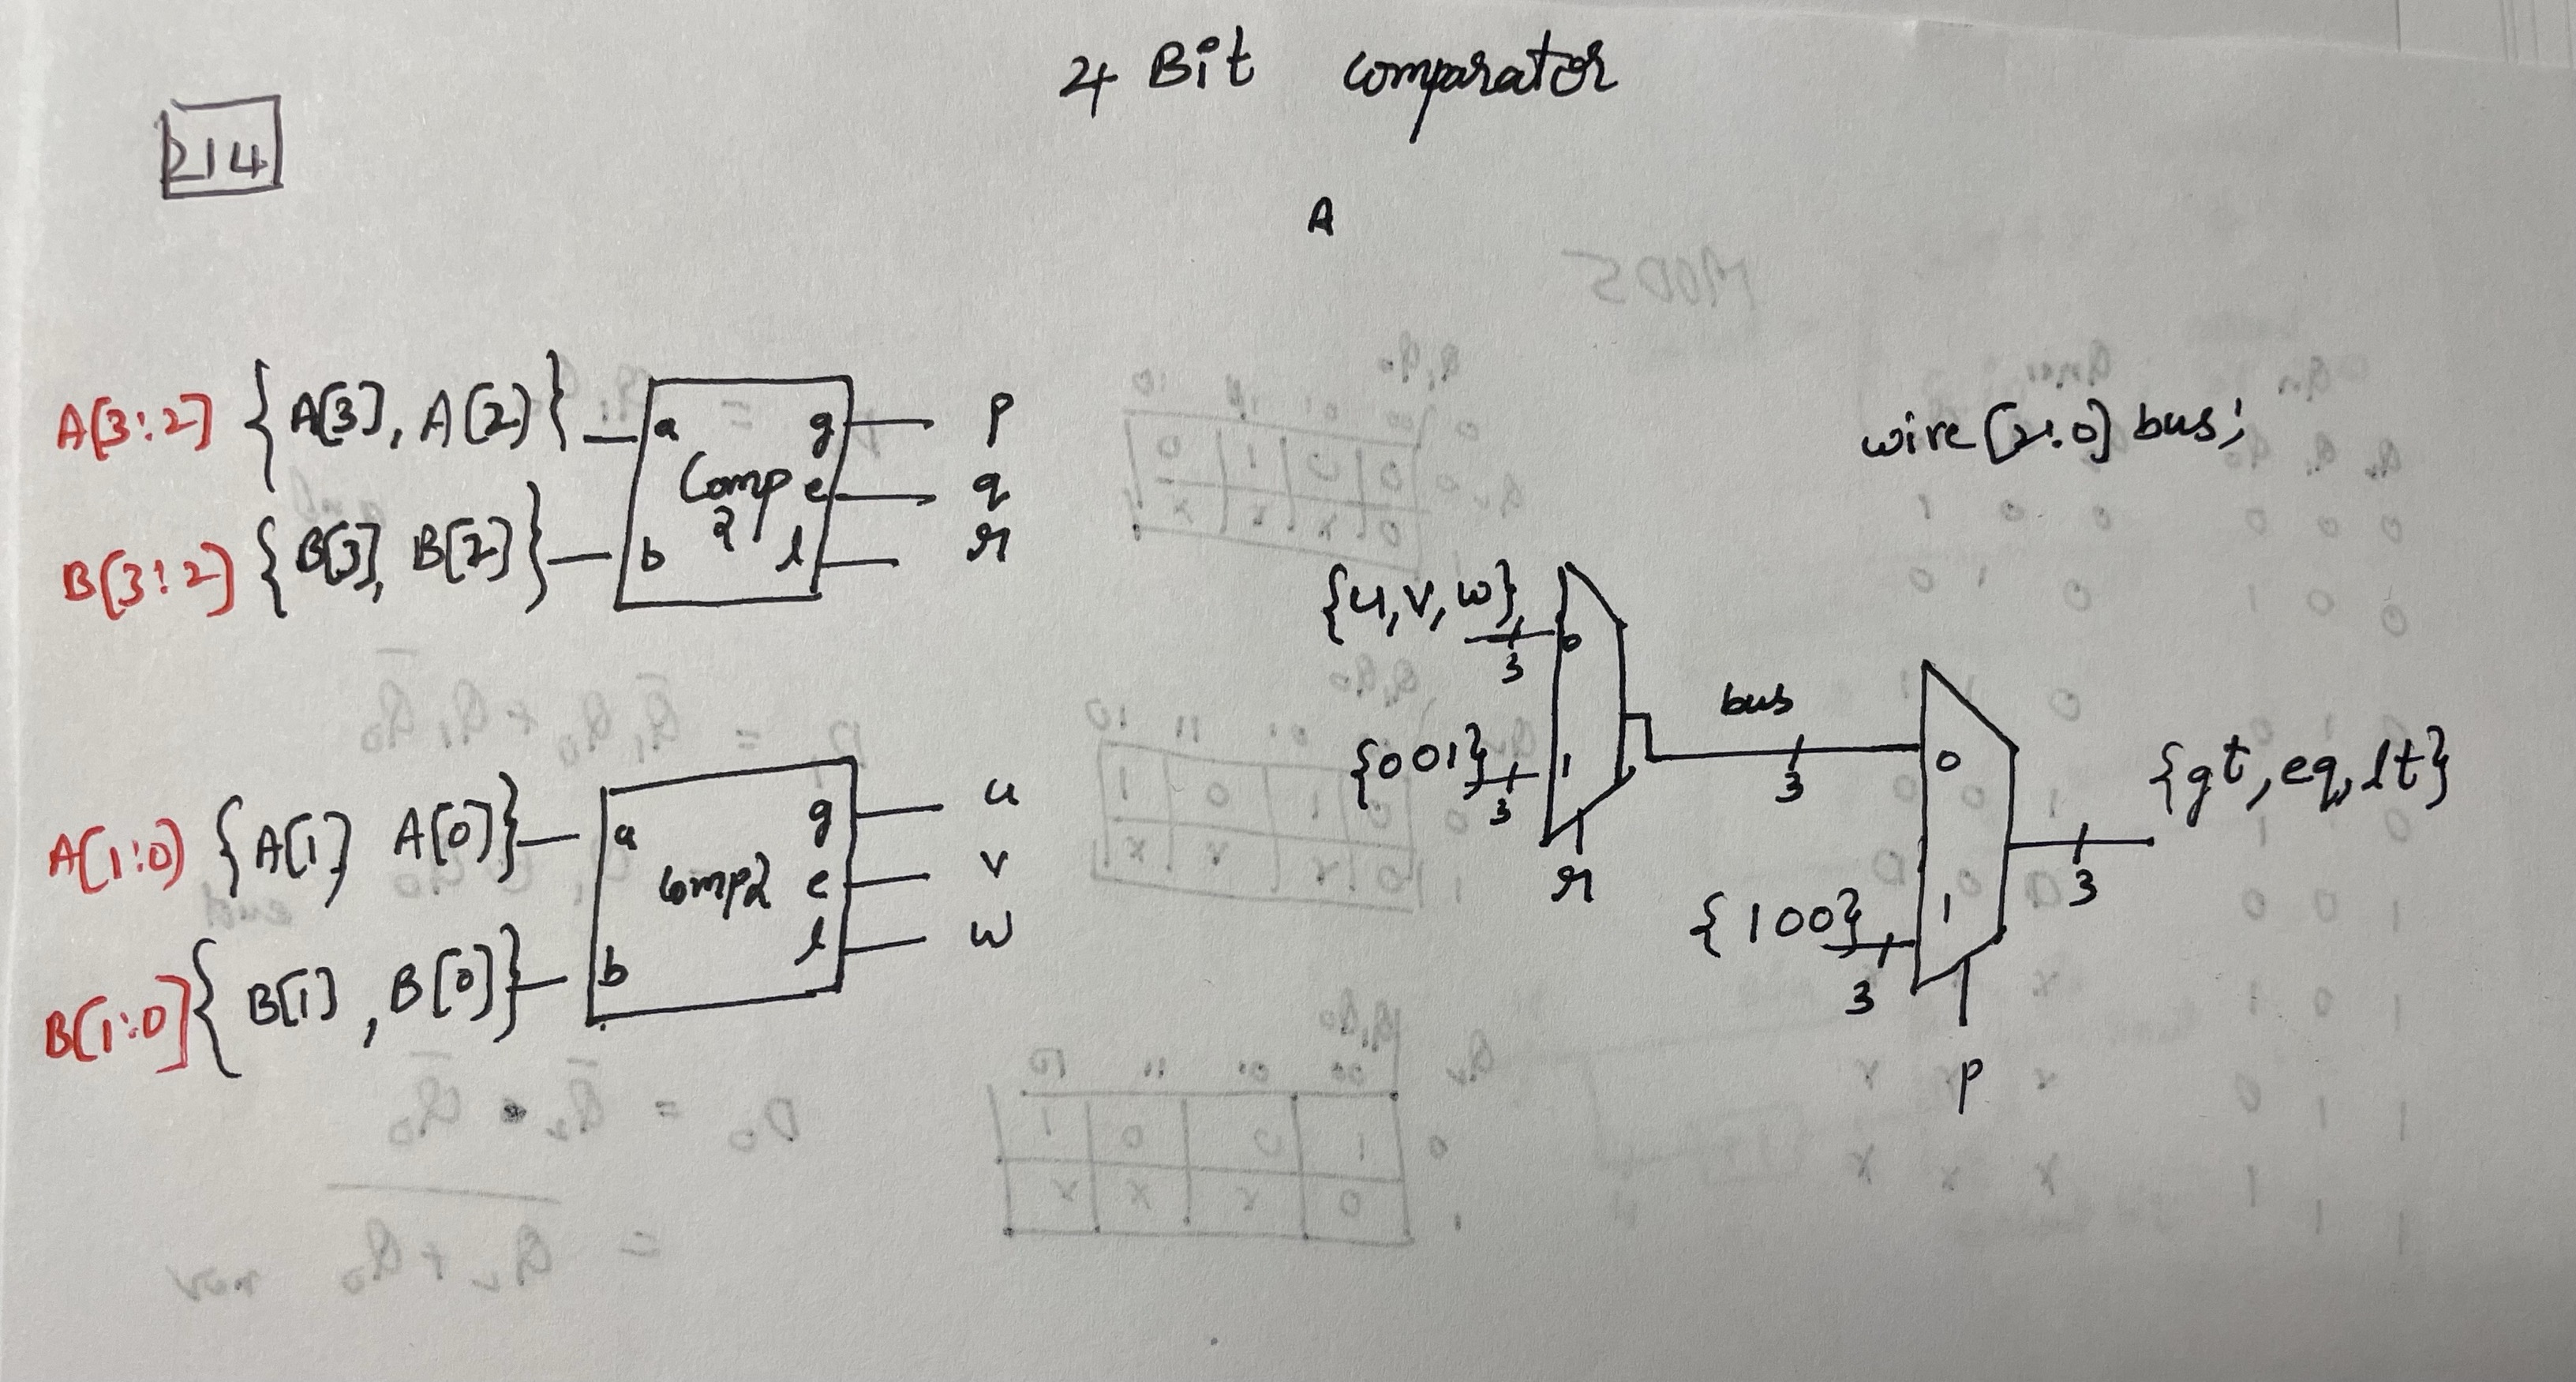 4 Bit comparator
214
A
A[3:2] {A[3], A[2]}
B[3:2] {B[3], B[2]}
a
b
Comp
2
g
e
l
p
q
r
wire [2:0] bus;
{u,v,w}
3
0
{001}
3
1
r
bus
3
0
{100}
3
1
p
{gt, eq, lt}
3
A[1:0] {A[1] A[0]}
B[1:0] {B[1], B[0]}
a
b
Comp2
g
e
l
u
v
w